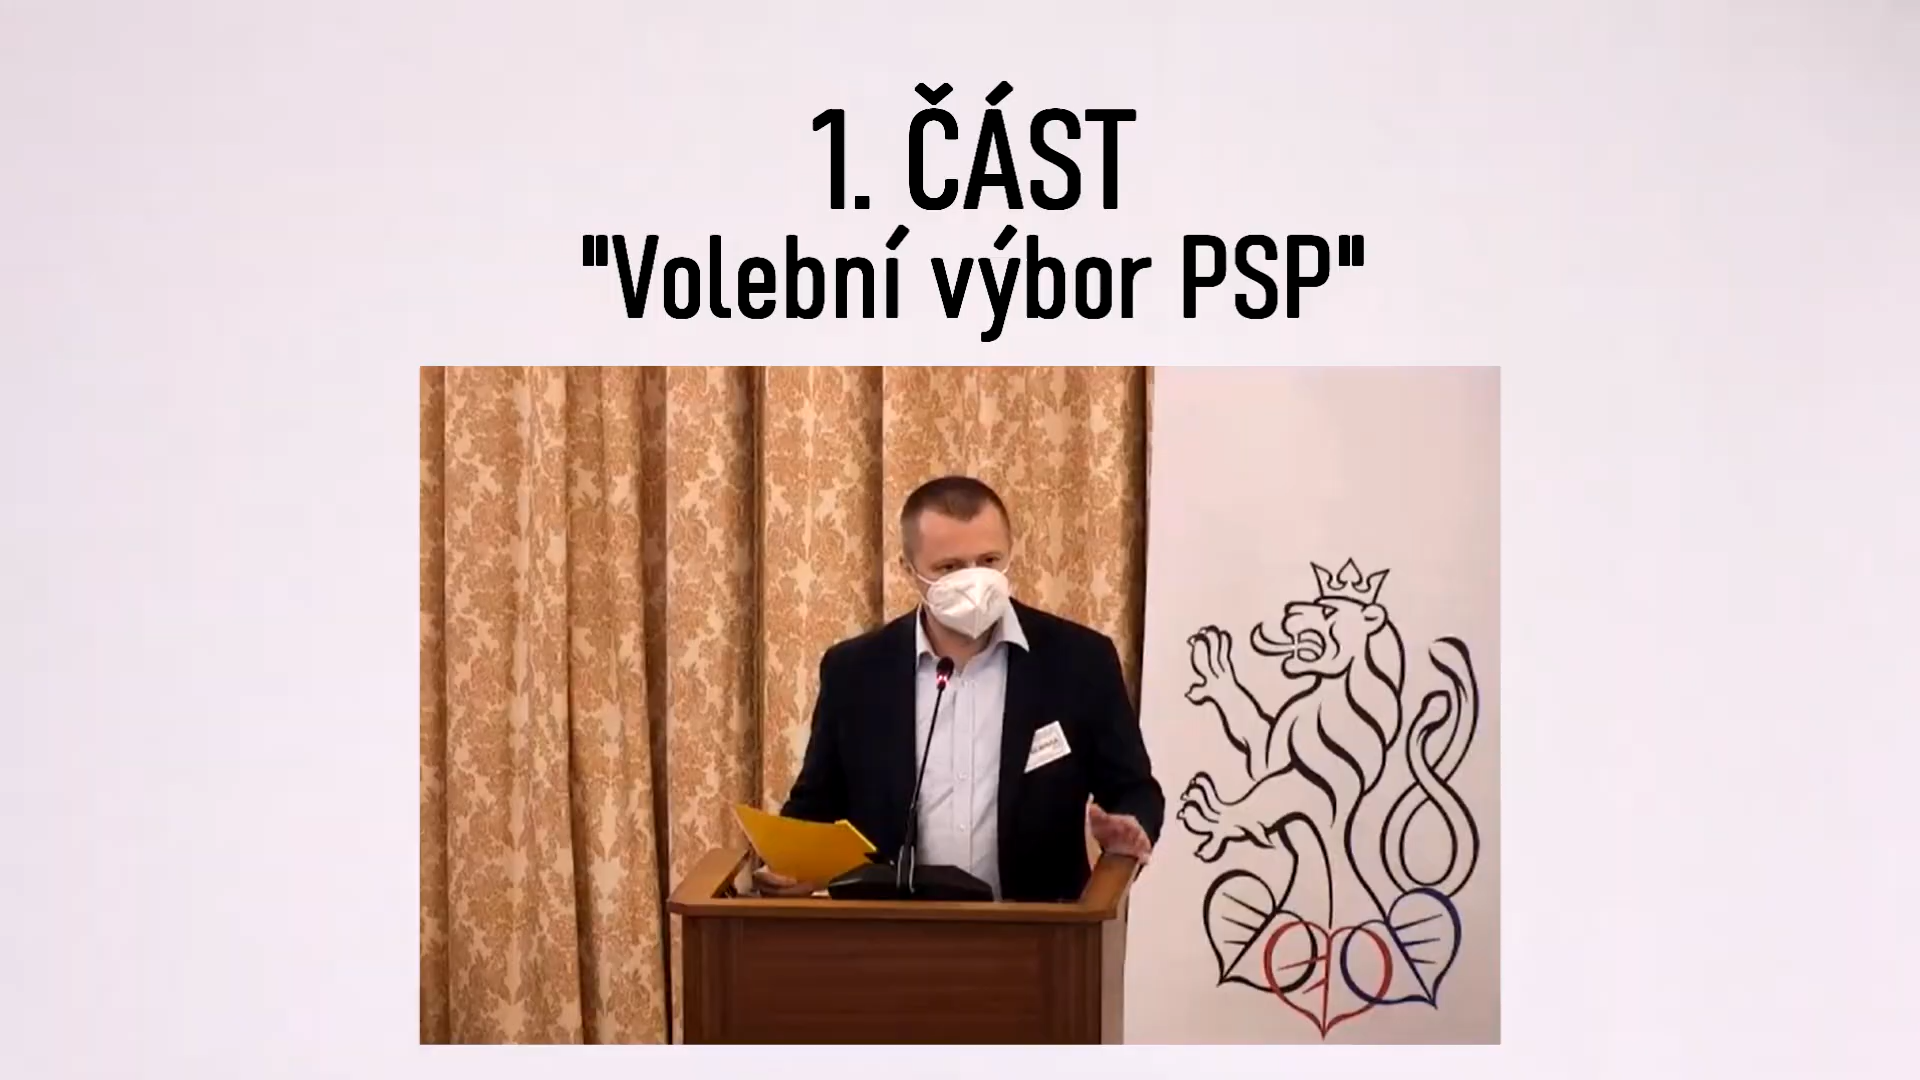 1. ČÁST
"Volební výbor PSP"